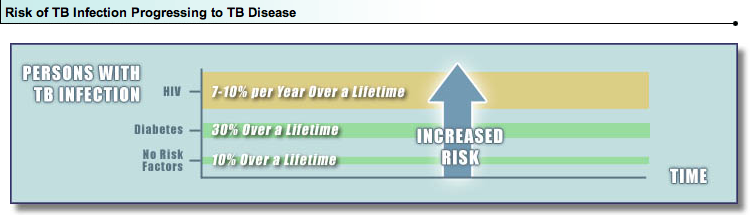 Risk of TB Infection Progressing to TB Disease
PERSONS WITH
TB INFECTION
HIV
7-10% per Year Over a Lifetime
Diabetes
30% Over a Lifetime
No Risk
Factors
10% Over a Lifetime
INCREASED
RISK
TIME